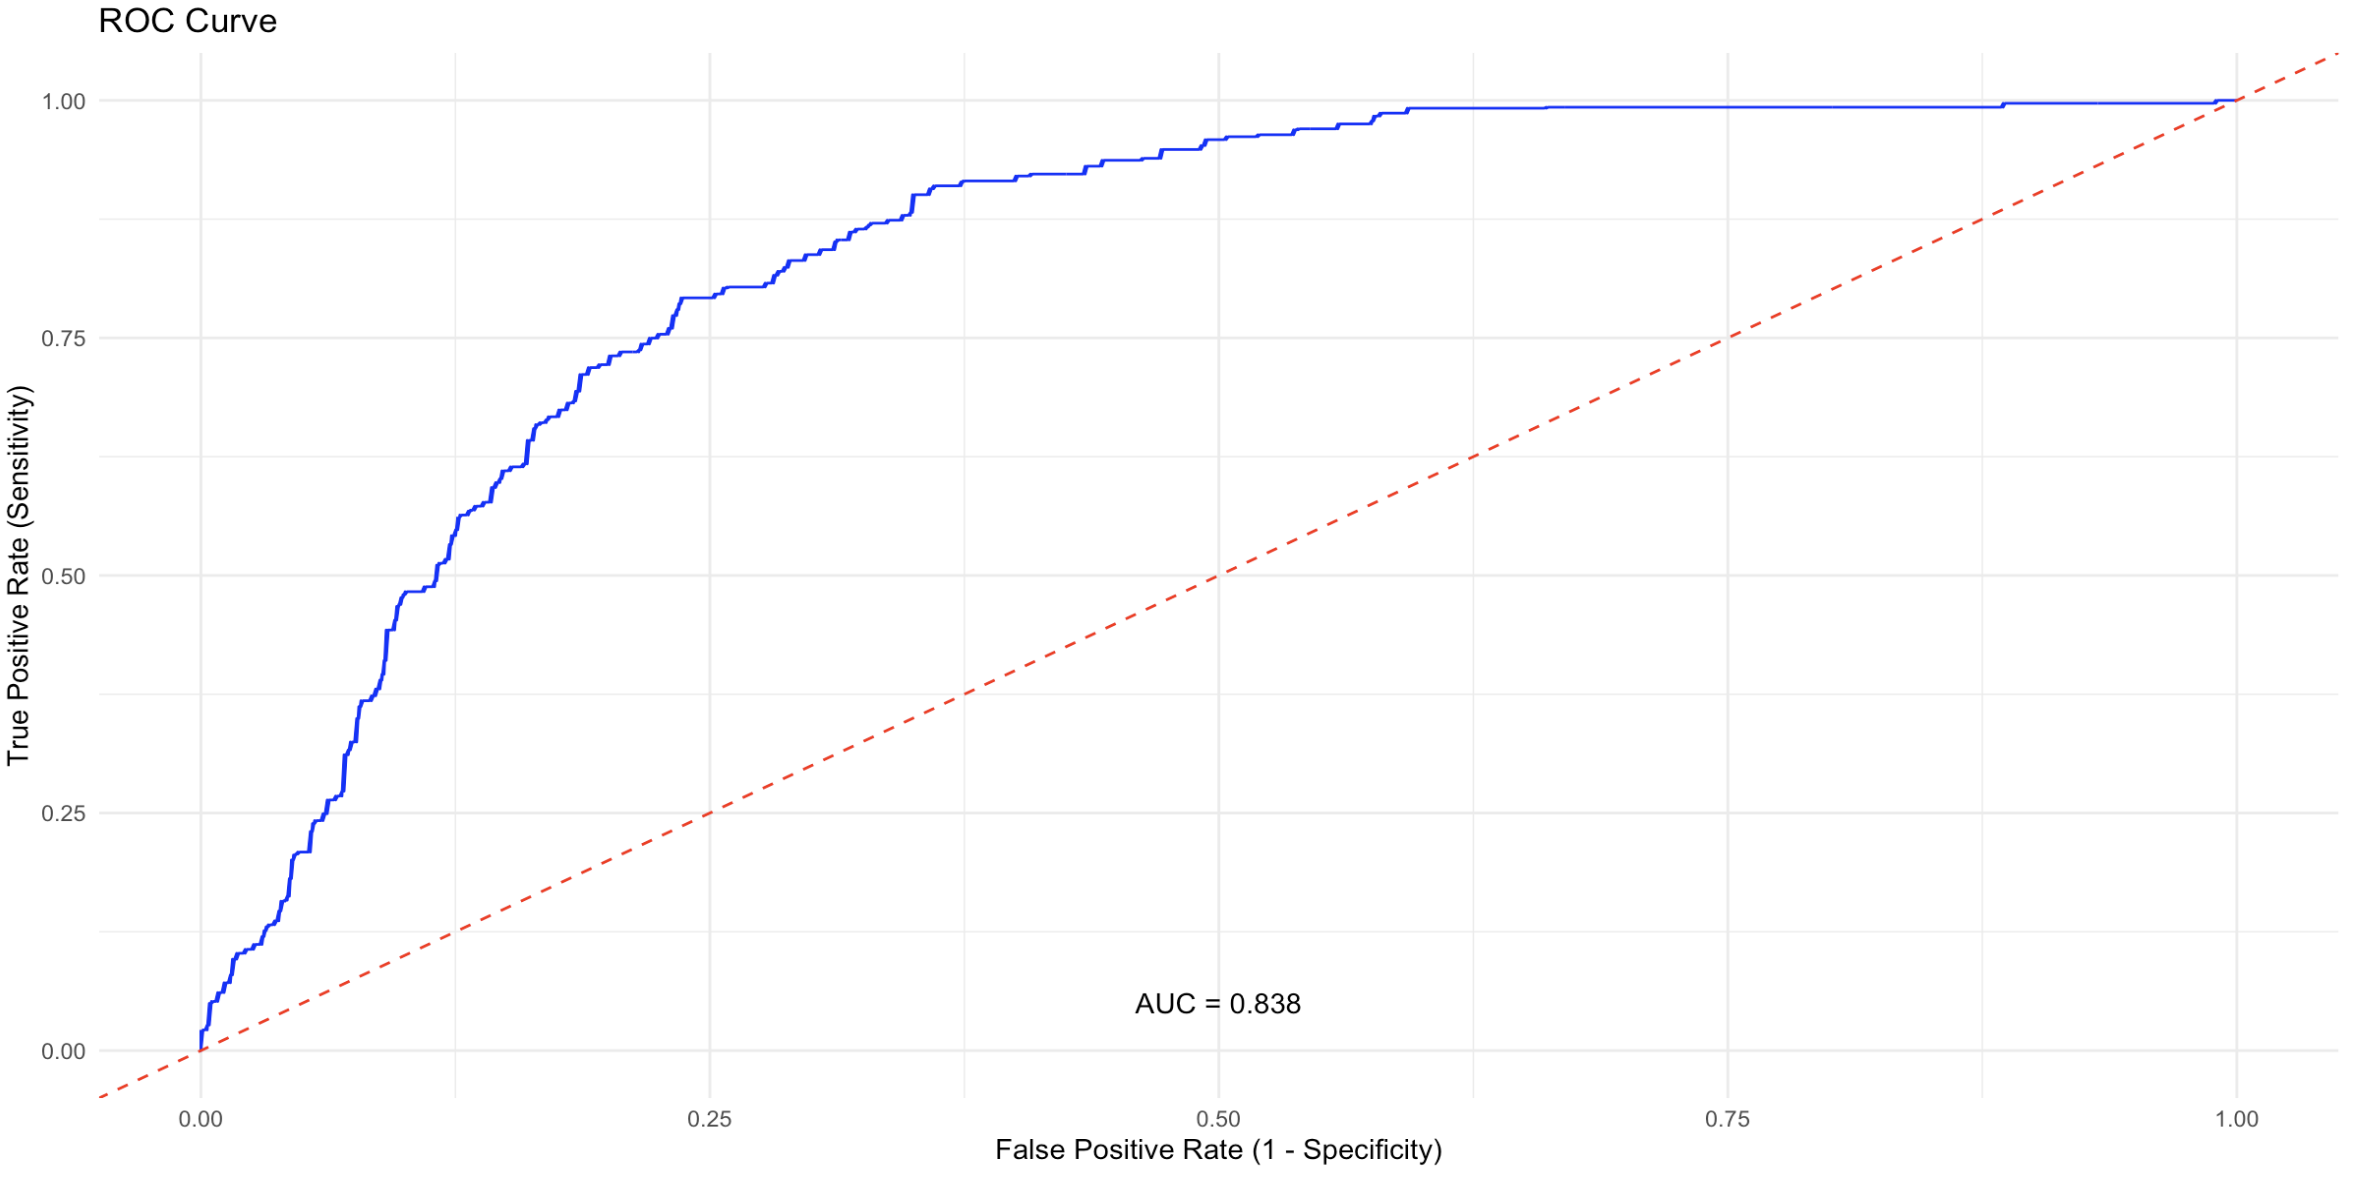 ROC Curve
1.00
0.75
0.50
0.25
0.00
True Positive Rate (Sensitivity)
AUC = 0.838
0.00 0.25 0.50 0.75 1.00
False Positive Rate (1 - Specificity)